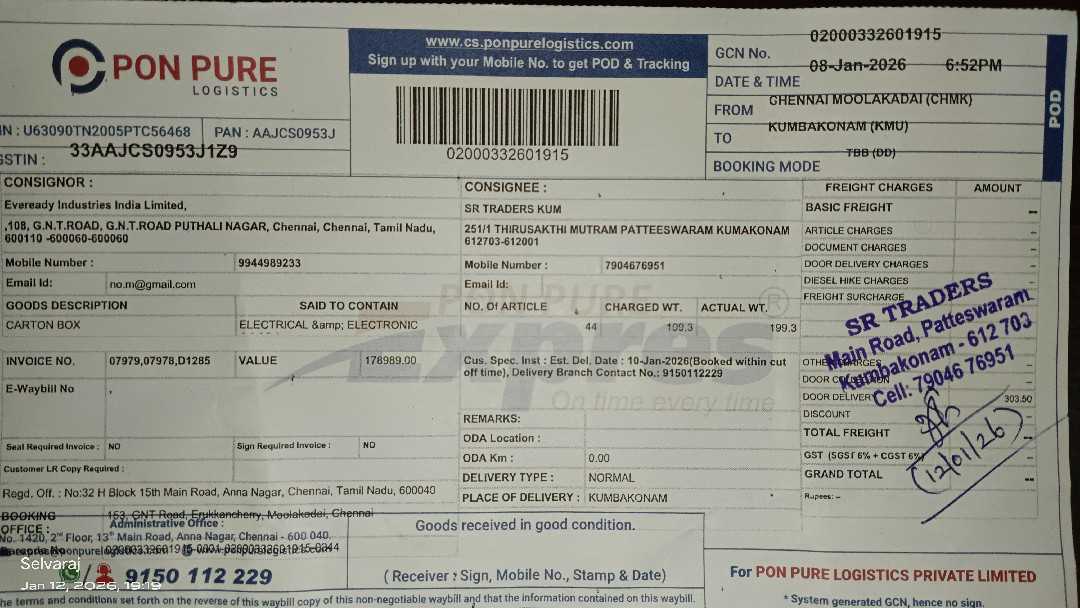 PON PURE
LOGISTICS
IN : U63090TN2005PTC56468 PAN : AAJCS0953J
GSTIN : 33AAJCS0953J1Z9
www.cs.ponpurelogistics.com
Sign up with your Mobile No. to get POD & Tracking
02000332601915
GCN No. 02000332601915
DATE & TIME 08-Jan-2026 6:52PM
FROM CHENNAI MOOLAKADAI (CHMK)
TO KUMBAKONAM (KMU)
BOOKING MODE TBB (DD)
POD
CONSIGNOR :
Eveready Industries India Limited,
,108, G.N.T.ROAD, G.N.T.ROAD PUTHALI NAGAR, Chennai, Chennai, Tamil Nadu,
600110 -600060-600060
Mobile Number : 9944989233
Email Id: no.m@gmail.com
GOODS DESCRIPTION SAID TO CONTAIN
CARTON BOX ELECTRICAL &amp; ELECTRONIC
INVOICE NO. 07979,07978,D1285 VALUE 178989.00
E-Waybill No ,
Seal Required Invoice : NO Sign Required Invoice : NO
Customer LR Copy Required :
CONSIGNEE :
SR TRADERS KUM
251/1 THIRUSAKTHI MUTRAM PATTEESWARAM KUMAKONAM
612703-612001
Mobile Number : 7904676951
Email Id:
NO. Of ARTICLE CHARGED WT. ACTUAL WT.
44 199.3 199.3
Cus. Spec. Inst : Est. Del. Date : 10-Jan-2026(Booked within cut
off time), Delivery Branch Contact No.: 9150112229
REMARKS:
ODA Location :
ODA Km : 0.00
DELIVERY TYPE : NORMAL
PLACE OF DELIVERY : KUMBAKONAM
PON PURE
Expres
On time every time
FREIGHT CHARGES AMOUNT
BASIC FREIGHT –
ARTICLE CHARGES –
DOCUMENT CHARGES –
DOOR DELIVERY CHARGES –
DIESEL HIKE CHARGES –
FREIGHT SURCHARGE
DOOR DELIVERY 303.50
DISCOUNT
TOTAL FREIGHT –
GST (SGST 6% + CGST 6%) –
GRAND TOTAL --
Rupees: –
SR TRADERS
Main Road, Patteswaram
Kumbakonam - 612 703
Cell: 79046 76951
12/01/26
Regd. Off. : No:32 H Block 15th Main Road, Anna Nagar, Chennai, Tamil Nadu, 600040
BOOKING OFFICE : 153, GNT Road, Erukkancherry, Moolakadai, Chennai
Administrative Office :
No. 1420, 2nd Floor, 13th Main Road, Anna Nagar, Chennai - 600 040.
9150 112 229
Goods received in good condition.
( Receiver : Sign, Mobile No., Stamp & Date)
For PON PURE LOGISTICS PRIVATE LIMITED
* System generated GCN, hence no sign.
he terms and conditions set forth on the reverse of this waybill copy of this non-negotiable waybill and that the information contained on this waybill.
Selvaraj
Jan 12, 2026, 19:19